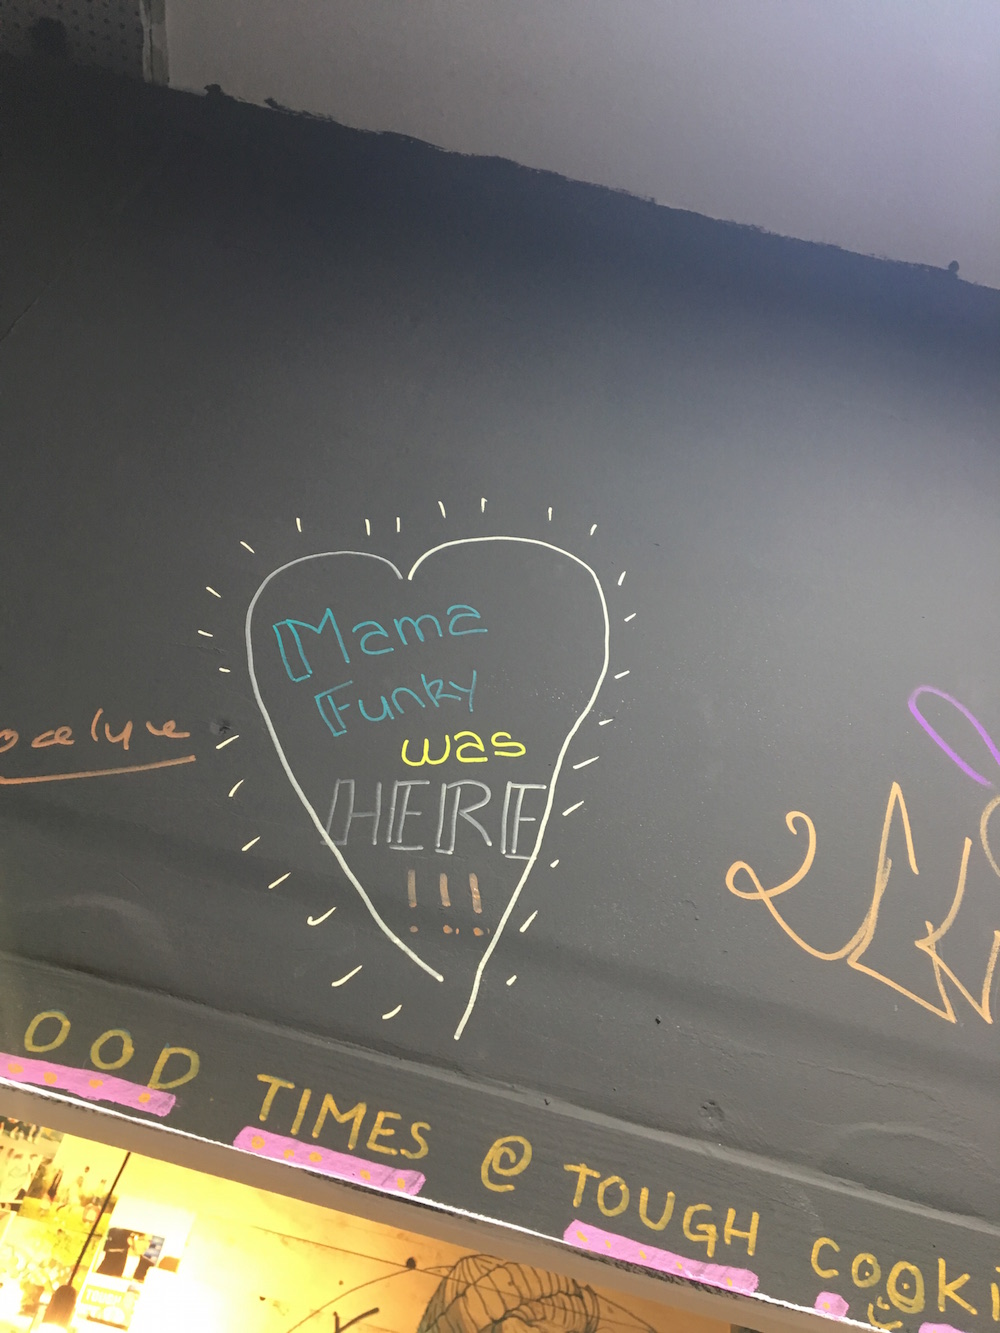 Mama
Funky
was
HERE
!!!
OOD TIMES @ TOUGH COOKI